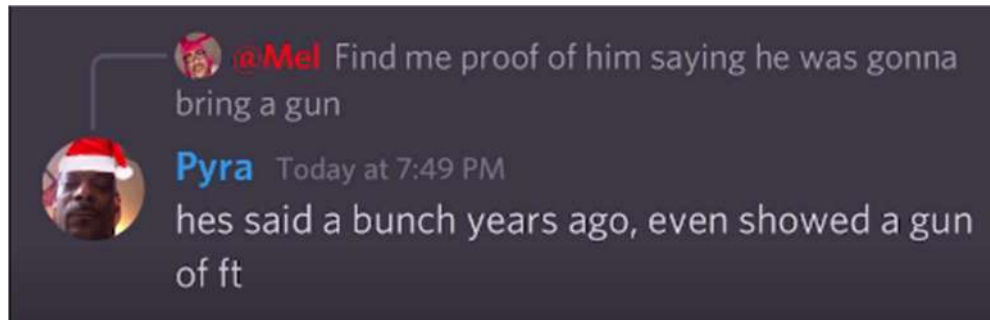 @Mel Find me proof of him saying he was gonna
bring a gun
Pyra Today at 7:49 PM
hes said a bunch years ago, even showed a gun
of ft